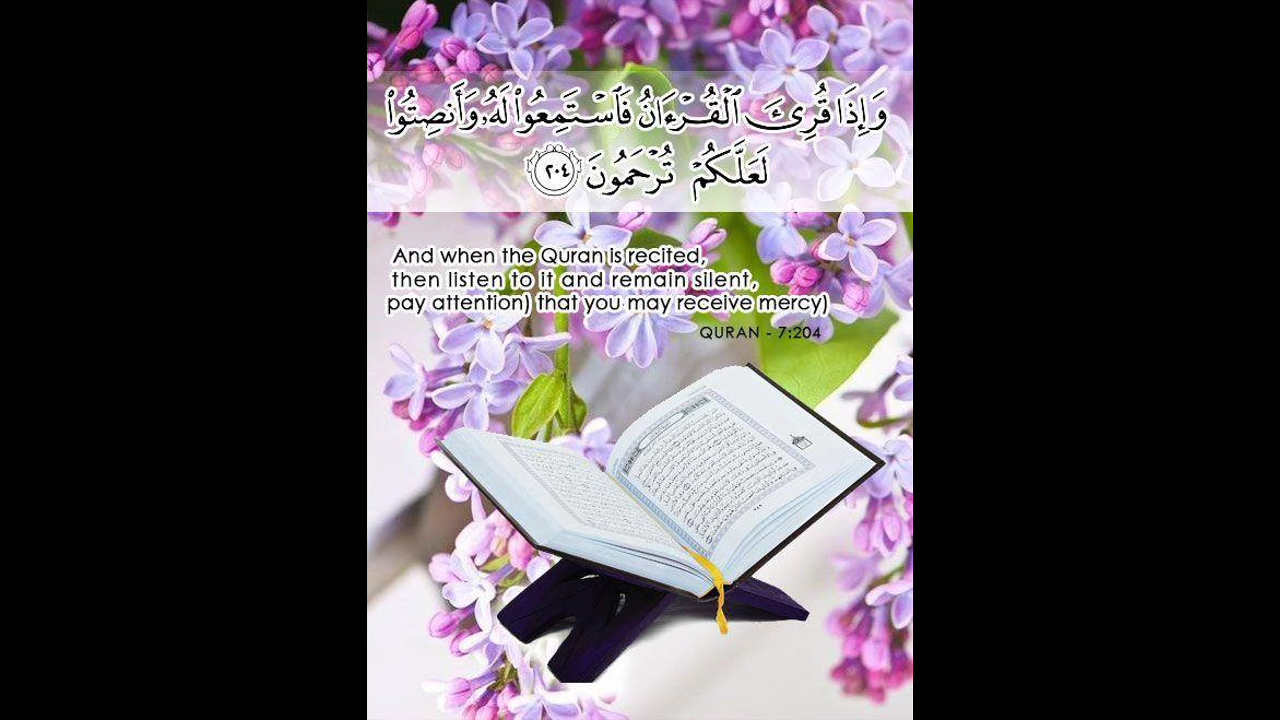 وَإِذَا قُرِئَ ٱلْقُرْءَانُ فَٱسْتَمِعُوا۟ لَهُۥ وَأَنصِتُوا۟
لَعَلَّكُمْ تُرْحَمُونَ ٢٠٤
And when the Quran is recited,
then listen to it and remain silent,
pay attention) that you may receive mercy)
QURAN - 7:204